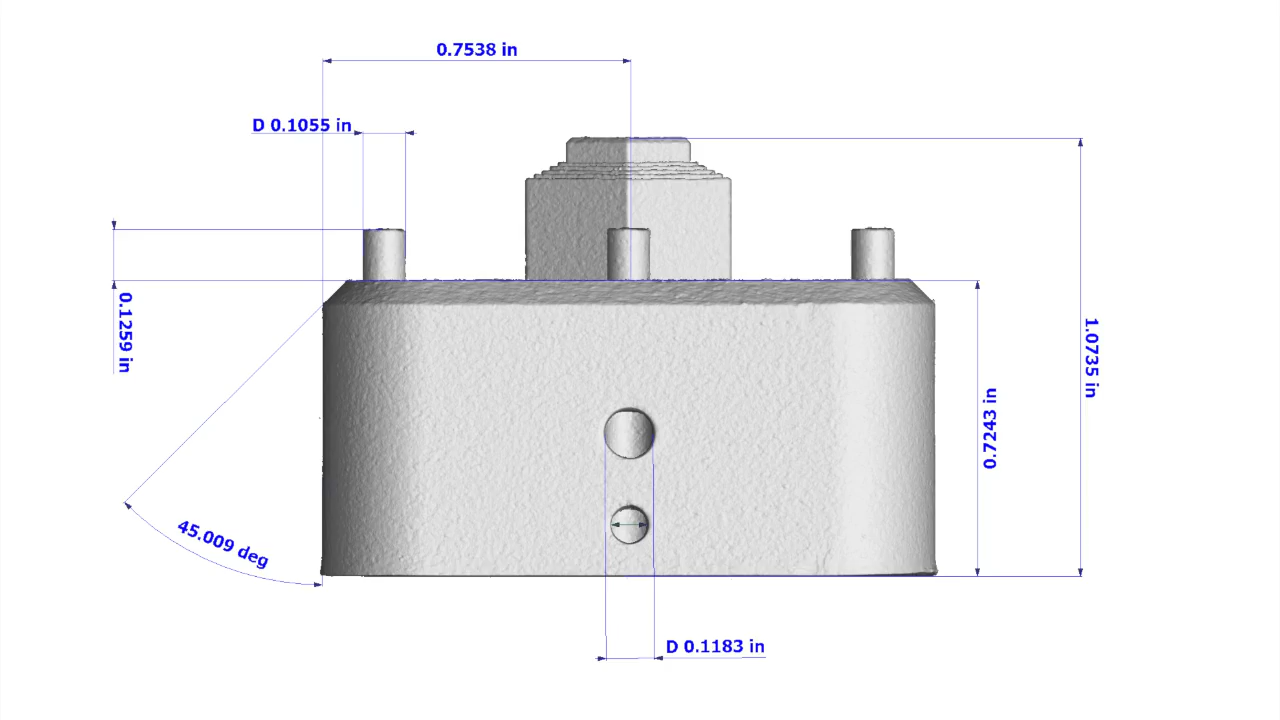 0.7538 in
D 0.1055 in
0.1259 in
1.0735 in
0.7243 in
45.009 deg
D 0.1183 in